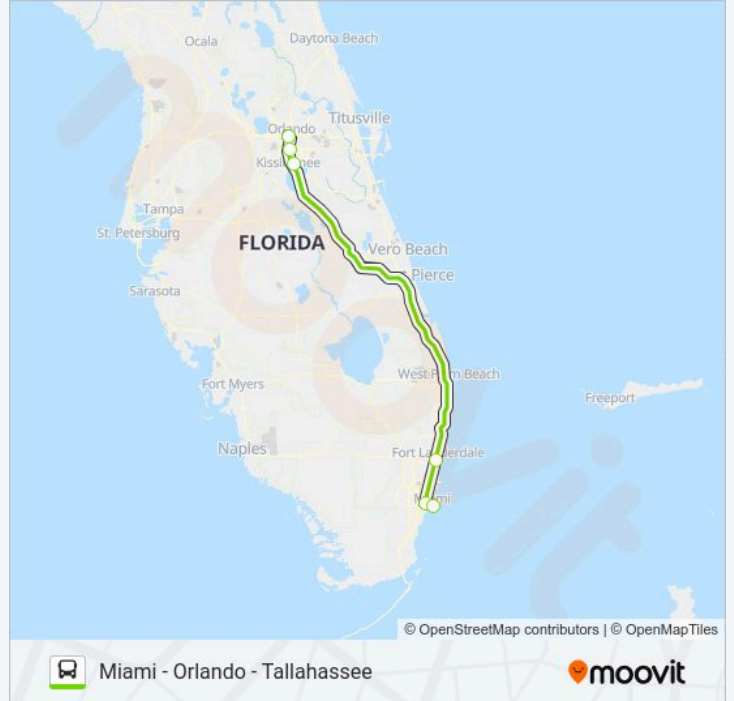 Ocala
Daytona Beach
Titusville
Orlando
Tampa
FLORIDA
Vero Beach
St. Petersburg
Pierce
Sarasota
West Palm Beach
Fort Myers
Freeport
Naples
Fort Lauderdale
Miami
© OpenStreetMap contributors | © OpenMapTiles
Miami - Orlando - Tallahassee
moovit